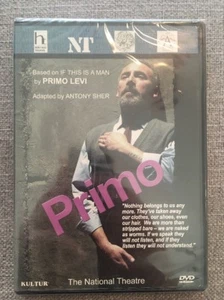 NT
Based on IF THIS IS A MAN
by PRIMO LEVI
Adapted by ANTONY SHER
Primo
"Nothing belongs to us any
more. They've taken away
our clothes, our shoes, even
our hair. We are more than
stripped bare – we are naked
as worms. If we speak they
will not listen, and if they
listen they will not understand."
KULTUR
The National Theatre
DVD